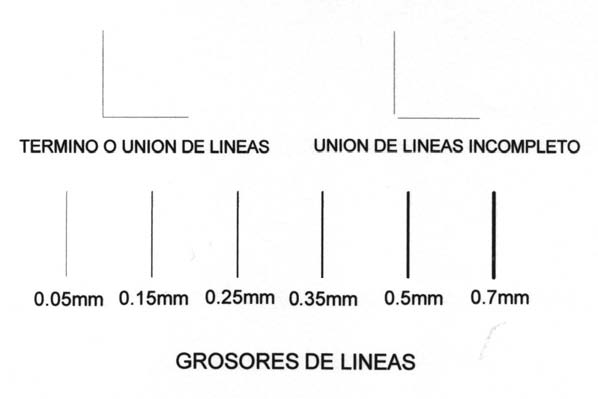 TERMINO O UNION DE LINEAS
UNION DE LINEAS INCOMPLETO
0.05mm 0.15mm 0.25mm 0.35mm 0.5mm 0.7mm
GROSORES DE LINEAS